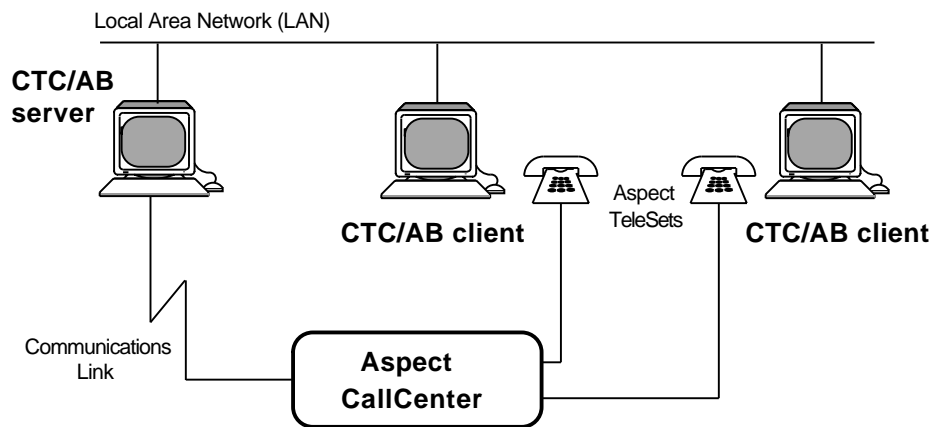 Local Area Network (LAN)
CTC/AB
server
Aspect
TeleSets
CTC/AB client
CTC/AB client
Communications
Link
Aspect
CallCenter